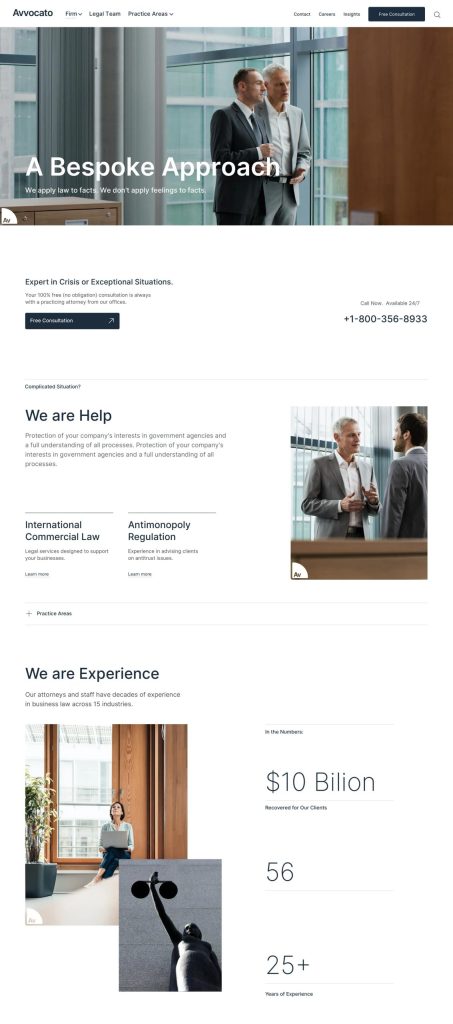 Avvocato
Firm
Legal Team
Practice Areas
Contact
Careers
Insights
Free Consultation
A Bespoke Approach
We apply law to facts. We don't apply feelings to facts.
Av
Expert in Crisis or Exceptional Situations.
Your 100% free (no obligation) consultation is always
with a practicing attorney from our offices.
Free Consultation
Call Now. Available 24/7
+1-800-356-8933
Complicated Situation?
We are Help
Protection of your company's interests in government agencies and
a full understanding of all processes. Protection of your company's
interests in government agencies and a full understanding of all
processes.
Av
International
Commercial Law
Legal services designed to support
your businesses.
Learn more
Antimonopoly
Regulation
Experience in advising clients
on antitrust issues.
Learn more
Practice Areas
We are Experience
Our attorneys and staff have decades of experience
in business law across 15 industries.
Av
In the Numbers:
$10 Bilion
Recovered for Our Clients
56
25+
Years of Experience